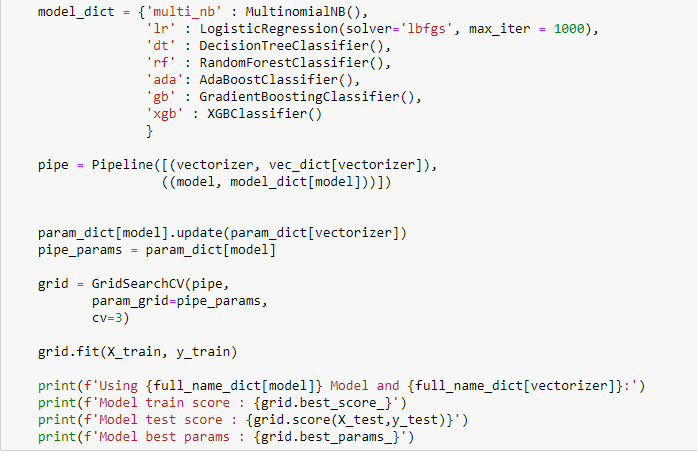 model_dict = {'multi_nb' : MultinomialNB(),
'lr' : LogisticRegression(solver='lbfgs', max_iter = 1000),
'dt' : DecisionTreeClassifier(),
'rf' : RandomForestClassifier(),
'ada': AdaBoostClassifier(),
'gb' : GradientBoostingClassifier(),
'xgb' : XGBClassifier()
}
pipe = Pipeline([(vectorizer, vec_dict[vectorizer]),
((model, model_dict[model]))])
param_dict[model].update(param_dict[vectorizer])
pipe_params = param_dict[model]
grid = GridSearchCV(pipe,
param_grid=pipe_params,
cv=3)
grid.fit(X_train, y_train)
print(f'Using {full_name_dict[model]} Model and {full_name_dict[vectorizer]}:')
print(f'Model train score : {grid.best_score_}')
print(f'Model test score : {grid.score(X_test,y_test)}')
print(f'Model best params : {grid.best_params_}')